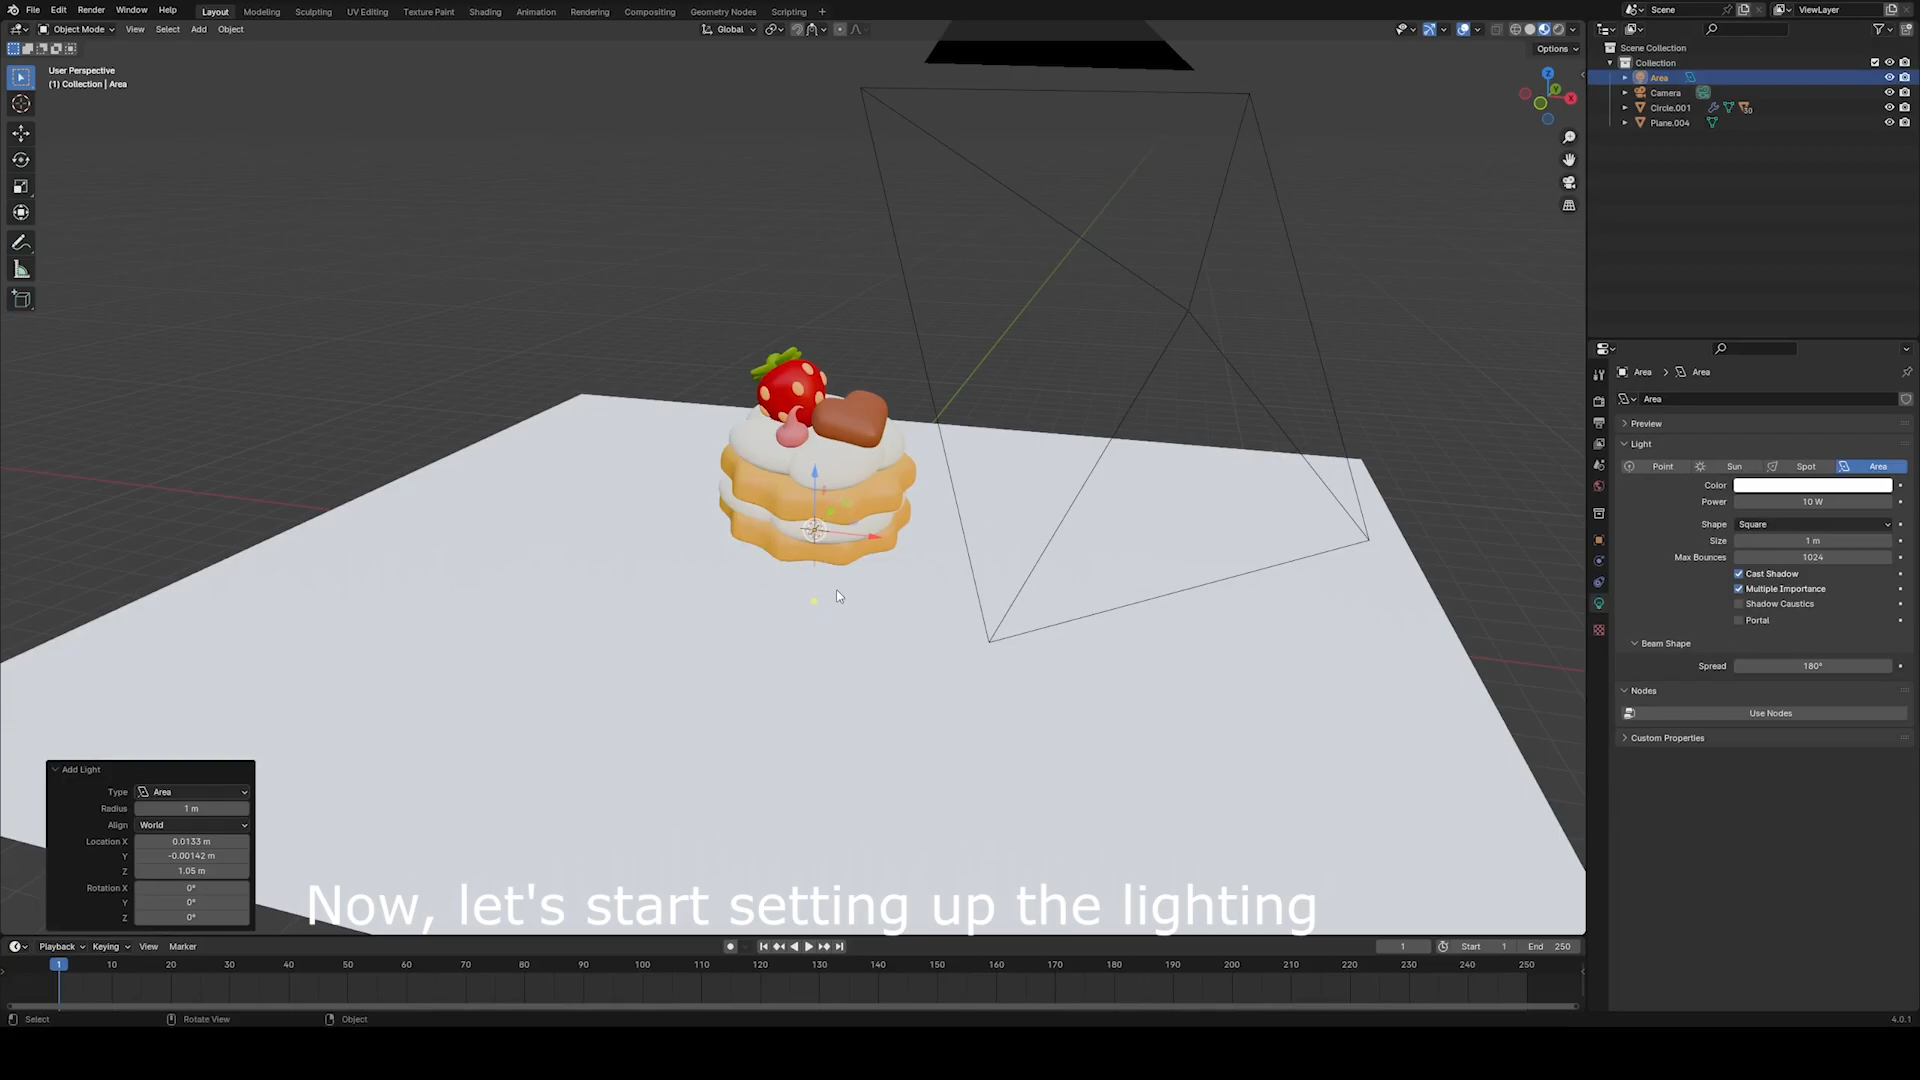 File Edit Render Window Help Layout Modeling Sculpting UV Editing Texture Paint Shading Animation Rendering Compositing Geometry Nodes Scripting + Scene ViewLayer
Object Mode View Select Add Object Global
Options
User Perspective
(1) Collection | Area
Z
Y
X
Scene Collection
Collection
Area
Camera
Circle.001 30
Plane.004
Area > Area
Area
Preview
Light
Point Sun Spot Area
Color
Power 10 W
Shape Square
Size 1 m
Max Bounces 1024
Cast Shadow
Multiple Importance
Shadow Caustics
Portal
Beam Shape
Spread 180°
Nodes
Use Nodes
Custom Properties
Add Light
Type Area
Radius 1 m
Align World
Location X 0.0133 m
Y -0.00142 m
Z 1.05 m
Rotation X 0°
Y 0°
Z 0°
Now, let's start setting up the lighting
Playback Keying View Marker 1 Start 1 End 250
1 10 20 30 40 50 60 70 80 90 100 110 120 130 140 150 160 170 180 190 200 210 220 230 240 250
Select Rotate View Object 4.0.1